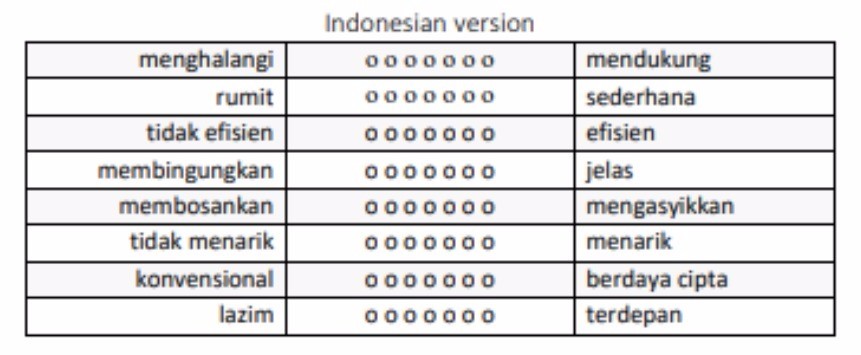 Indonesian version
menghalangi o o o o o o o mendukung
rumit o o o o o o o sederhana
tidak efisien o o o o o o o efisien
membingungkan o o o o o o o jelas
membosankan o o o o o o o mengasyikkan
tidak menarik o o o o o o o menarik
konvensional o o o o o o o berdaya cipta
lazim o o o o o o o terdepan